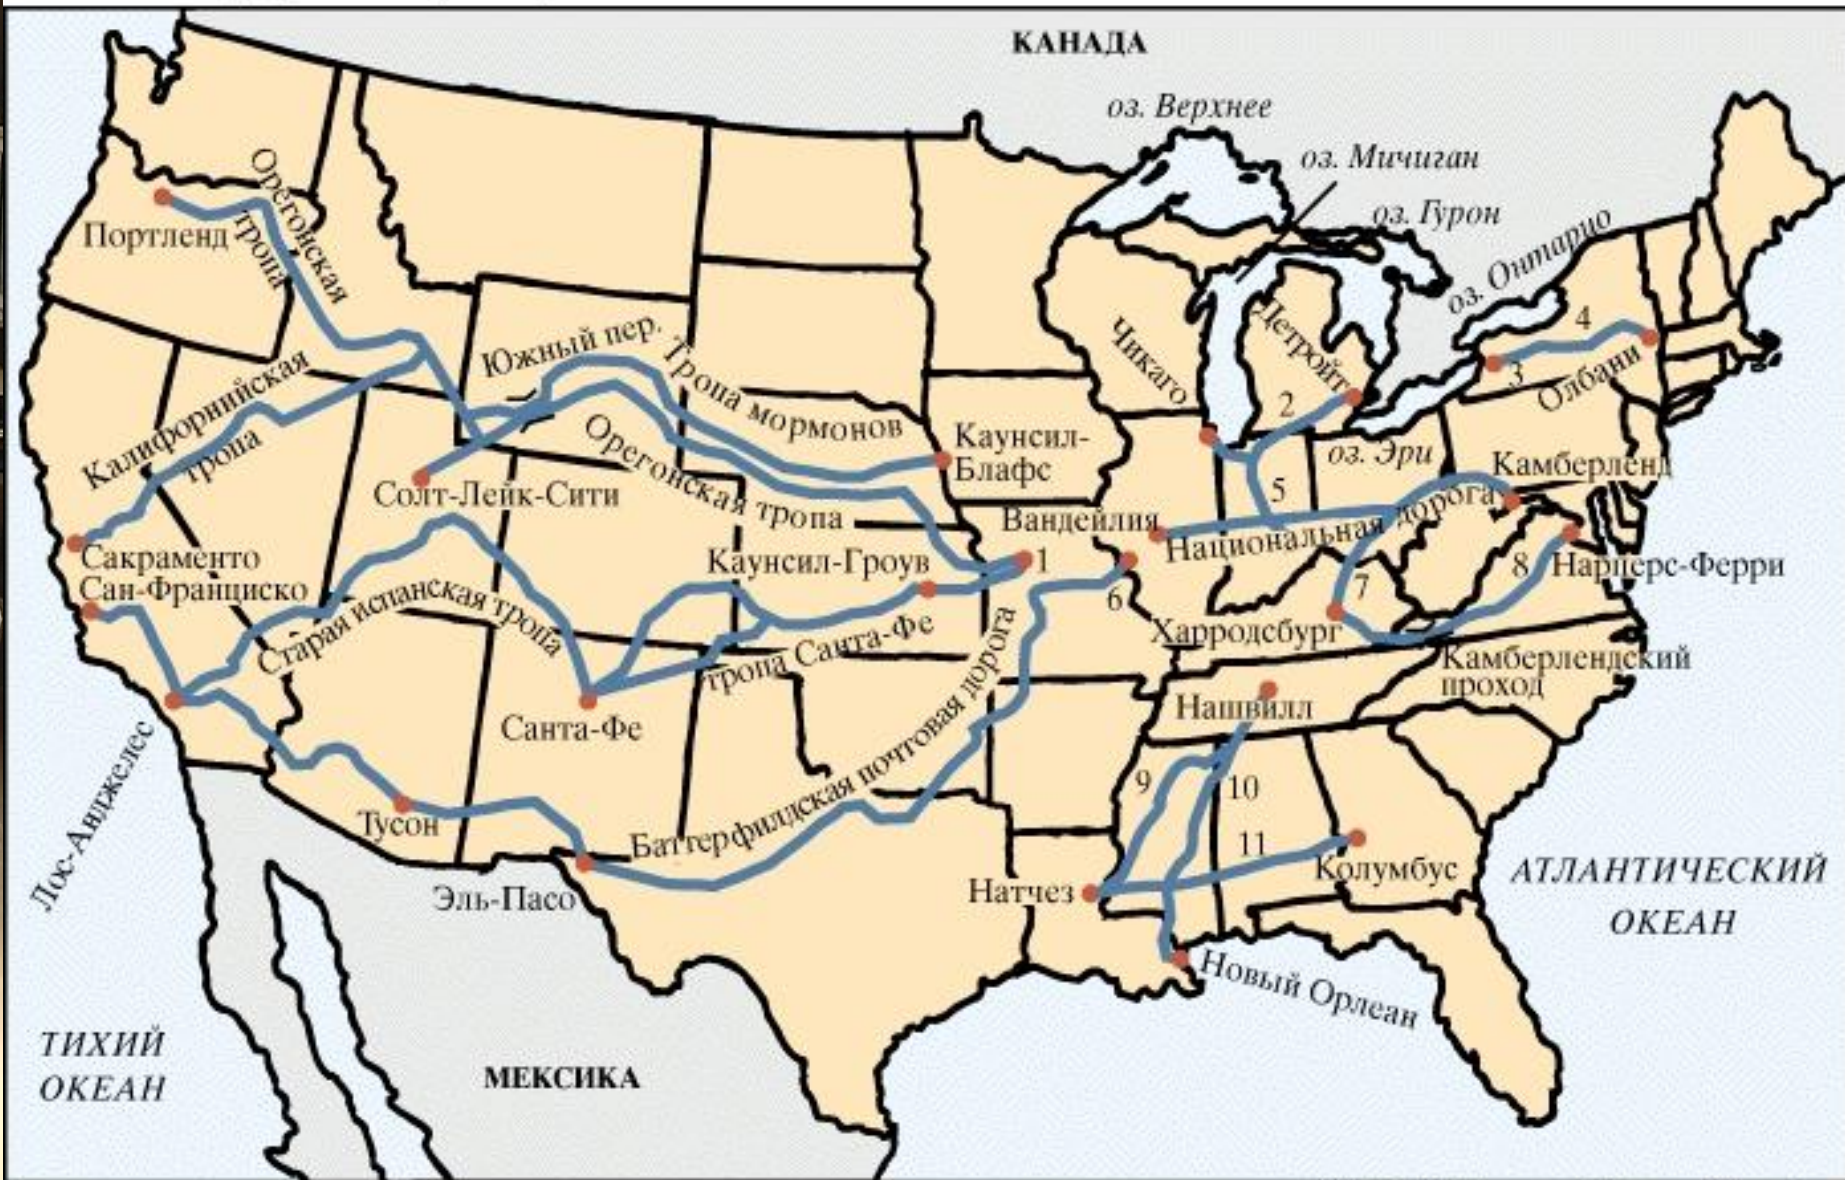 КАНАДА
оз. Верхнее
оз. Мичиган
оз. Гурон
оз. Онтарио
Орегонская
тропа
Портленд
Южный пер.
Тропа мормонов
Чикаго
Детройт
4
3
Олбани
2
Калифорнийская
тропа
Орегонская тропа
Каунсил-
Блафс
оз. Эри
Камберленд
Солт-Лейк-Сити
5
Вандейлия
Национальная дорога
Сакраменто
Сан-Франциско
Каунсил-Гроув
1
6
7
8
Нарперс-Ферри
Старая испанская тропа
тропа Санта-Фе
Харродсбург
Камберлендский
проход
Санта-Фе
Нашвилл
Лос-Анджелес
Баттерфилдская почтовая дорога
9
10
11
Тусон
Эль-Пасо
Натчез
Колумбус
АТЛАНТИЧЕСКИЙ
ОКЕАН
Новый Орлеан
ТИХИЙ
ОКЕАН
МЕКСИКА